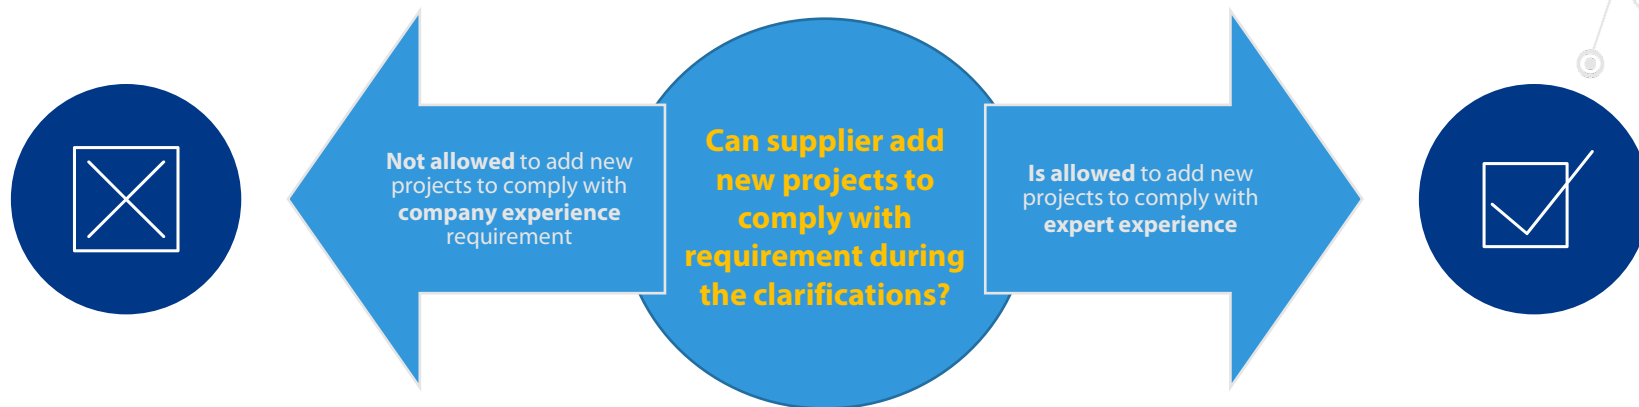 Not allowed to add new
projects to comply with
company experience
requirement
Can supplier add
new projects to
comply with
requirement during
the clarifications?
Is allowed to add new
projects to comply with
expert experience